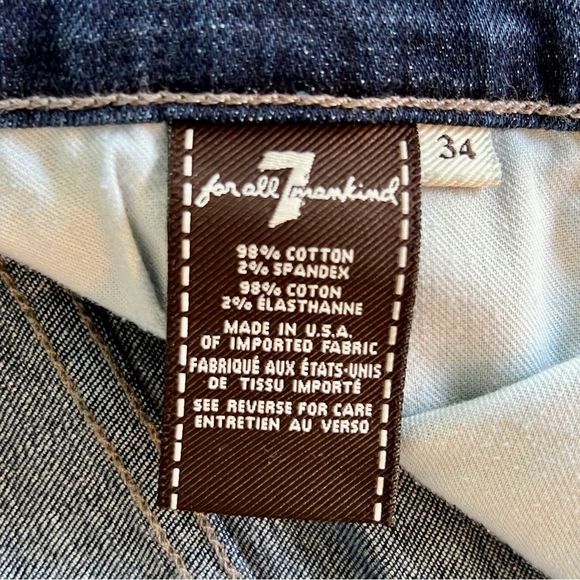 34
7
for all mankind
98% COTTON
2% SPANDEX
98% COTON
2% ÉLASTHANNE
MADE IN U.S.A.
OF IMPORTED FABRIC
FABRIQUÉ AUX ÉTATS-UNIS
DE TISSU IMPORTÉ
SEE REVERSE FOR CARE
ENTRETIEN AU VERSO